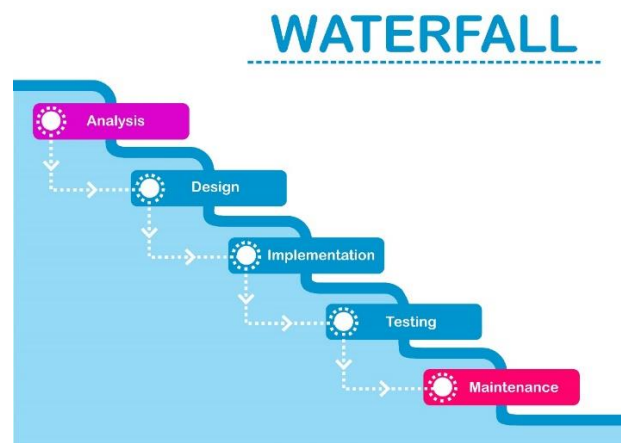 WATERFALL
Analysis
Design
Implementation
Testing
Maintenance